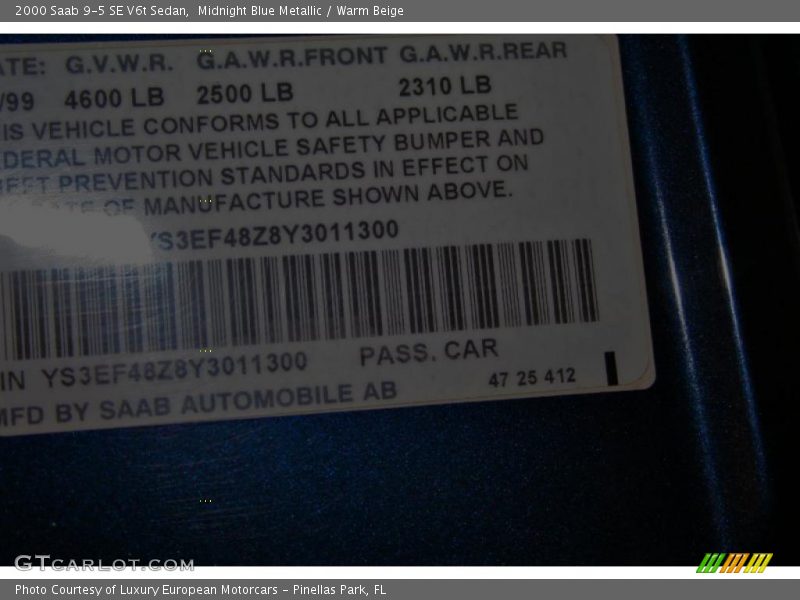 2000 Saab 9-5 SE V6t Sedan,  Midnight Blue Metallic / Warm Beige
G.V.W.R. G.A.W.R.FRONT G.A.W.R.REAR
/99 4600 LB 2500 LB 2310 LB
IS VEHICLE CONFORMS TO ALL APPLICABLE
DERAL MOTOR VEHICLE SAFETY BUMPER AND
PREVENTION STANDARDS IN EFFECT ON
OF MANUFACTURE SHOWN ABOVE.
YS3EF48Z8Y3011300
IN YS3EF48Z8Y3011300 PASS. CAR
47 25 412
MFD BY SAAB AUTOMOBILE AB
GTCARLOT.COM
Photo Courtesy of Luxury European Motorcars - Pinellas Park, FL